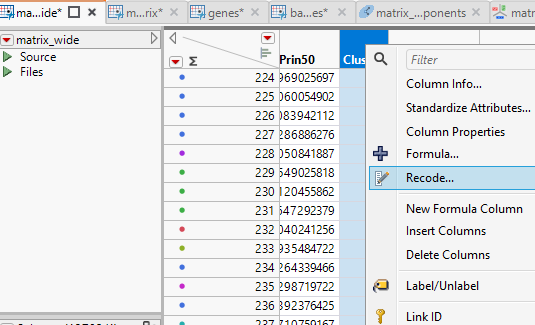 ma...ide*
m...rix*
genes*
ba...es*
matrix_...ponents
matr
matrix_wide
Source
Files
Σ
Prin50
Clus
224 969025697
225 060054902
226 083942112
227 286886276
228 050841887
229 549025818
230 120455862
231 547292379
232 040241256
233 935484722
234 264339466
235 298719722
236 892376425
237 710759167
Filter
Column Info...
Standardize Attributes...
Column Properties
Formula...
Recode...
New Formula Column
Insert Columns
Delete Columns
Label/Unlabel
Link ID